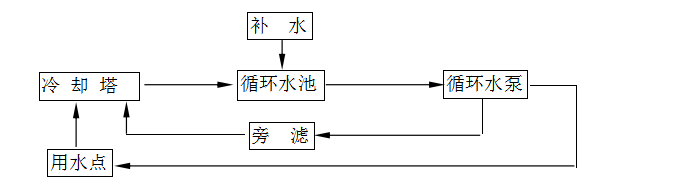 补 水
冷 却 塔
循环水池
循环水泵
旁 滤
用水点